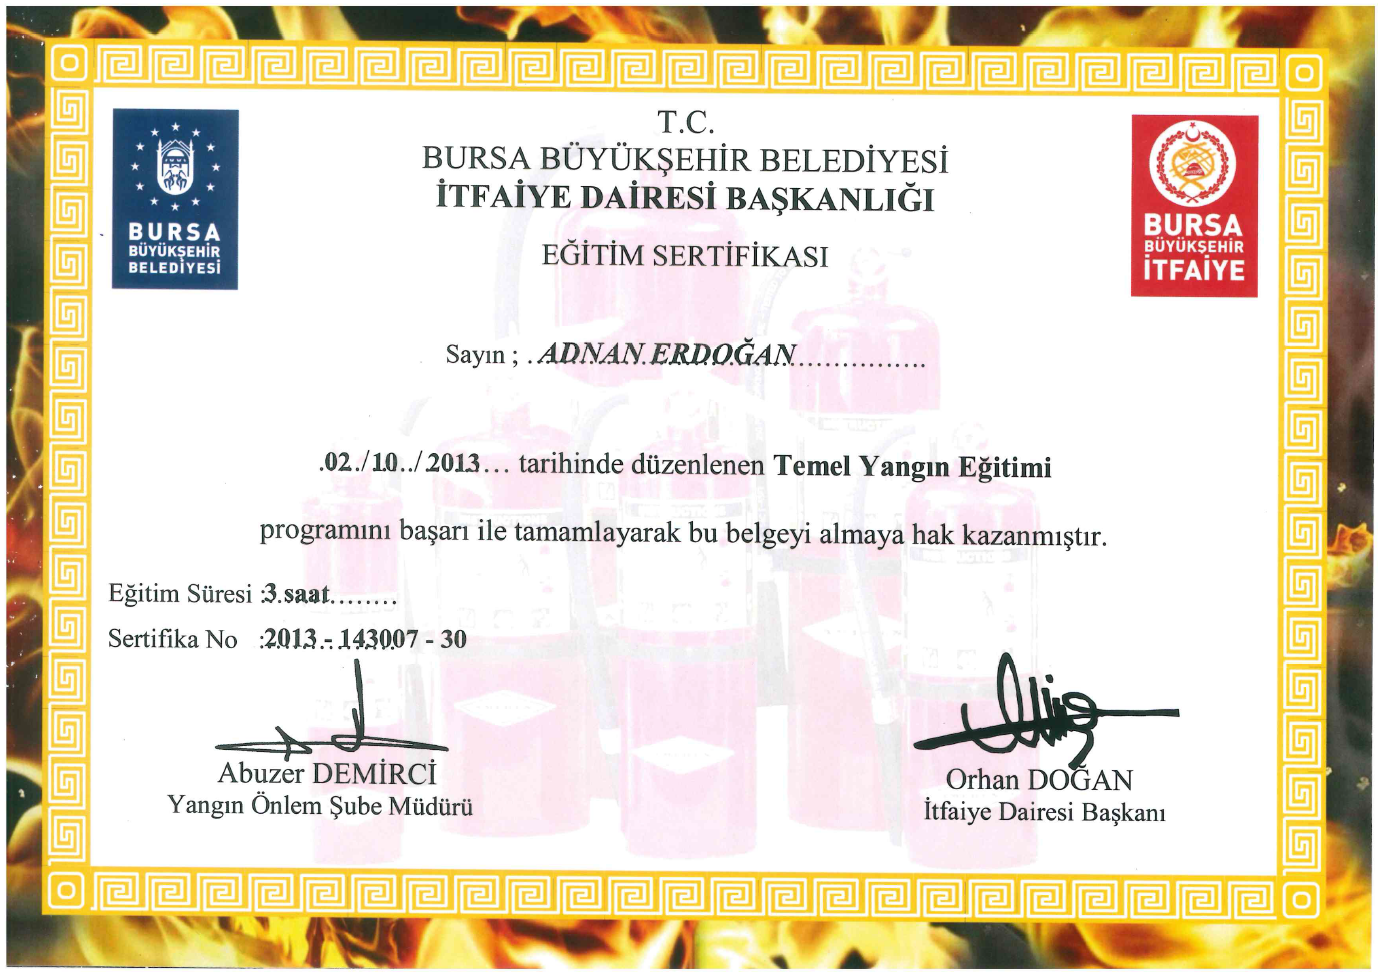 T.C.
BURSA BÜYÜKŞEHİR BELEDİYESİ
İTFAİYE DAİRESİ BAŞKANLIĞI
EĞİTİM SERTİFİKASI
BURSA
BÜYÜKŞEHİR
BELEDİYESİ
BURSA
BÜYÜKŞEHİR
İTFAİYE
Sayın ; ..ADNAN ERDOĞAN................
.02./10../2013... tarihinde düzenlenen Temel Yangın Eğitimi
programını başarı ile tamamlayarak bu belgeyi almaya hak kazanmıştır.
Eğitim Süresi :3 saat........
Sertifika No :2013 - 143007 - 30
Abuzer DEMİRCİ
Yangın Önlem Şube Müdürü
Orhan DOĞAN
İtfaiye Dairesi Başkanı